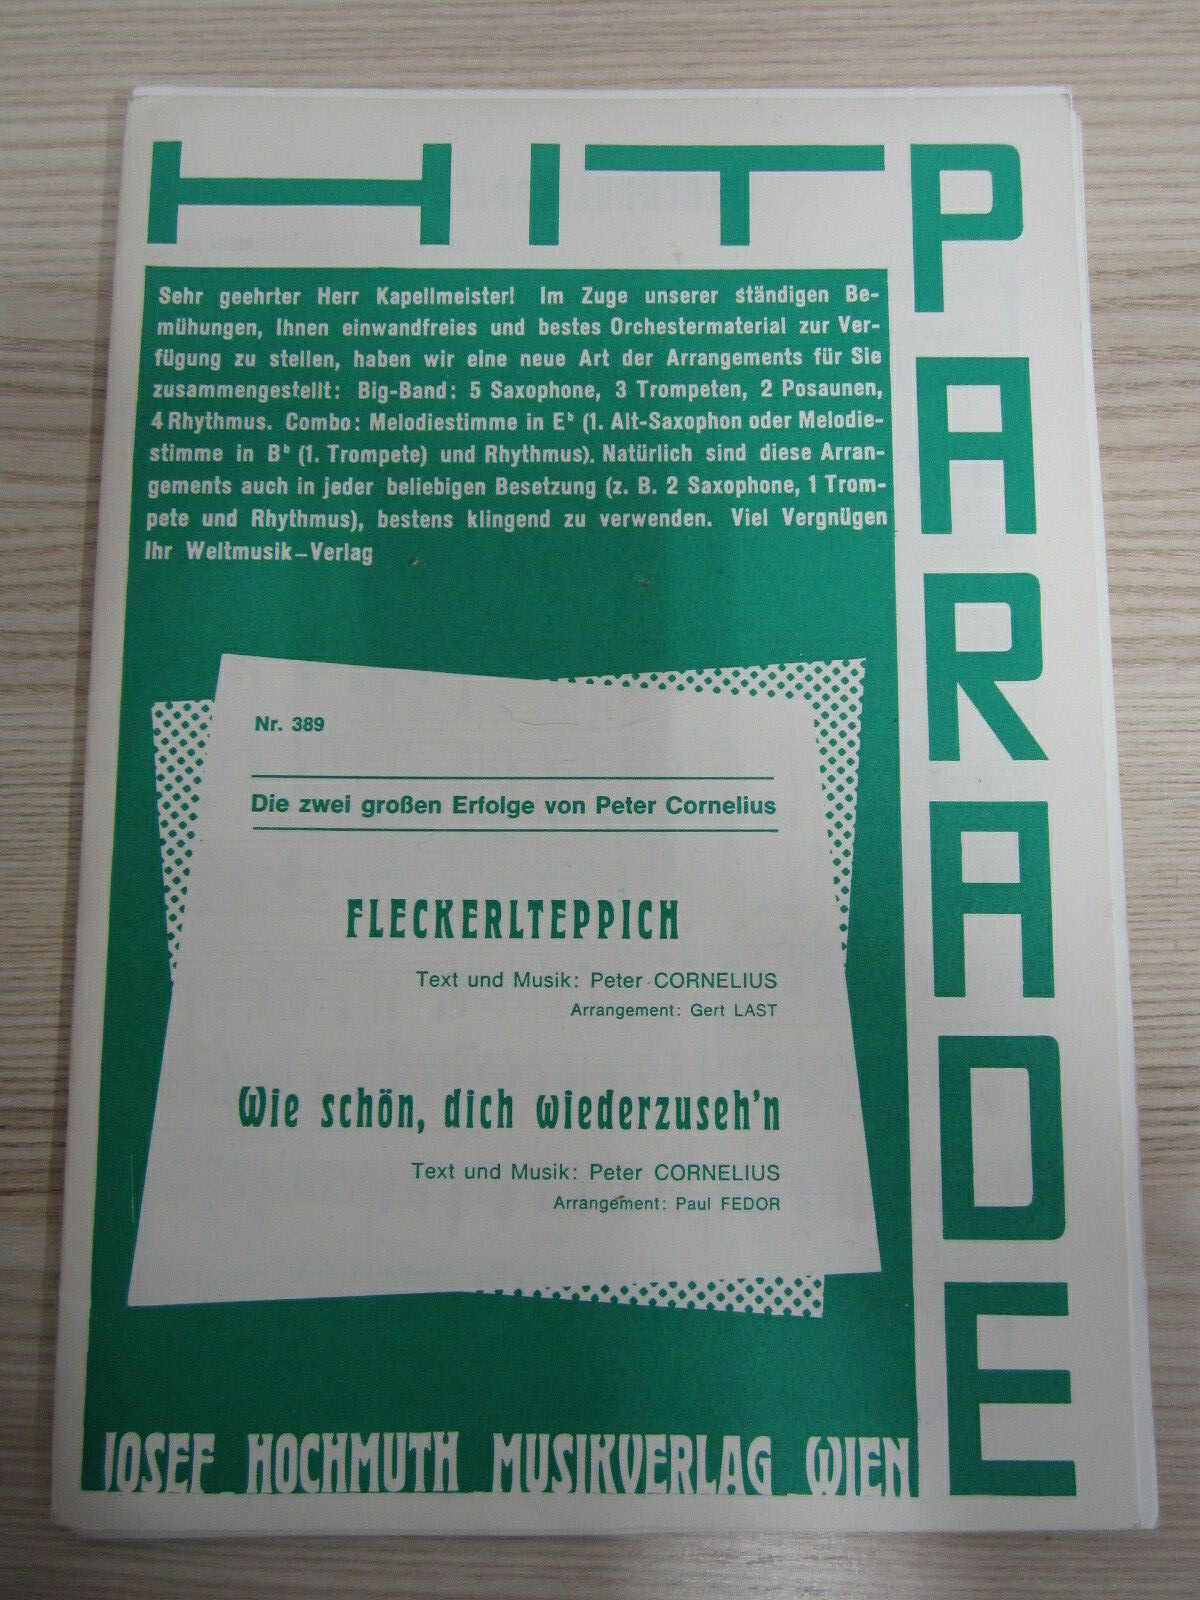 HIT PARADE
Sehr geehrter Herr Kapellmeister! Im Zuge unserer ständigen Be-
mühungen, Ihnen einwandfreies und bestes Orchestermaterial zur Ver-
fügung zu stellen, haben wir eine neue Art der Arrangements für Sie
zusammengestellt: Big-Band: 5 Saxophone, 3 Trompeten, 2 Posaunen,
4 Rhythmus. Combo: Melodiestimme in E♭ (1. Alt-Saxophon oder Melodie-
stimme in B♭ (1. Trompete) und Rhythmus). Natürlich sind diese Arran-
gements auch in jeder beliebigen Besetzung (z. B. 2 Saxophone, 1 Trom-
pete und Rhythmus), bestens klingend zu verwenden. Viel Vergnügen
Ihr Weltmusik–Verlag
Nr. 389
Die zwei großen Erfolge von Peter Cornelius
FLECKERLTEPPICH
Text und Musik: Peter CORNELIUS
Arrangement: Gert LAST
Wie schön, dich wiederzuseh'n
Text und Musik: Peter CORNELIUS
Arrangement: Paul FEDOR
JOSEF HOCHMUTH MUSIKVERLAG WIEN